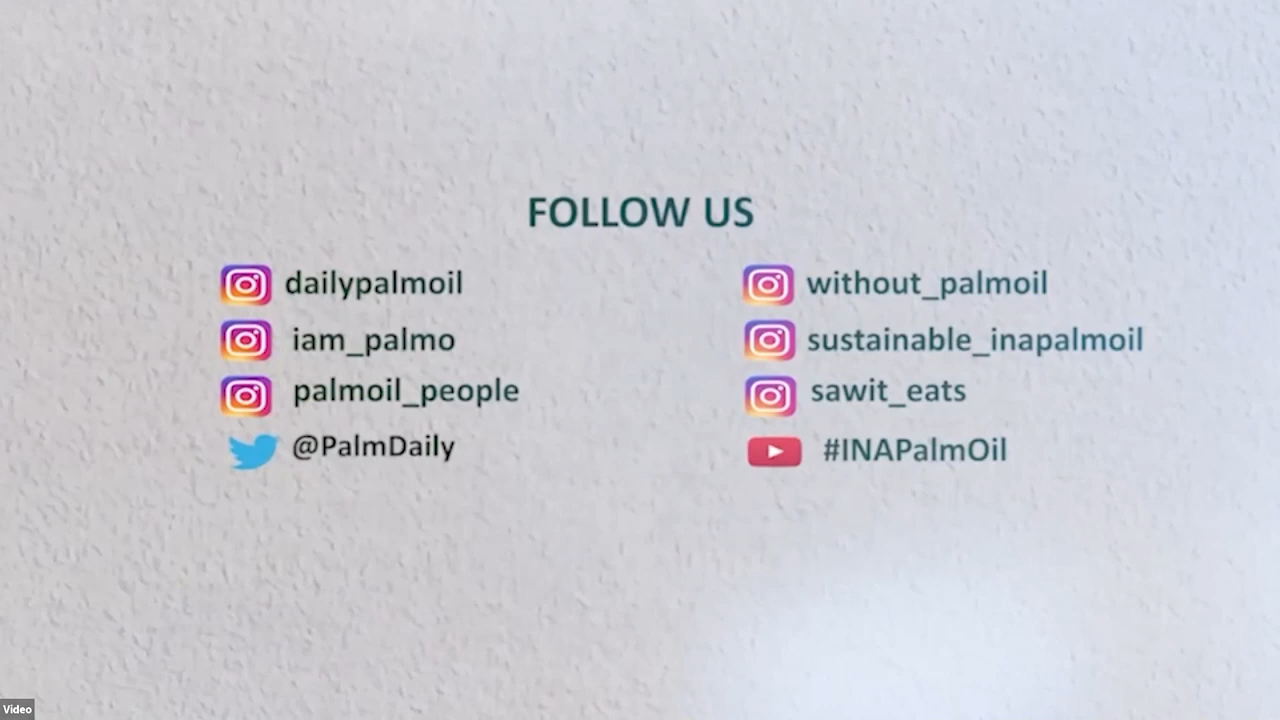 FOLLOW US
dailypalmoil
iam_palmo
palmoil_people
@PalmDaily
without_palmoil
sustainable_inapalmoil
sawit_eats
#INAPalmOil
Video